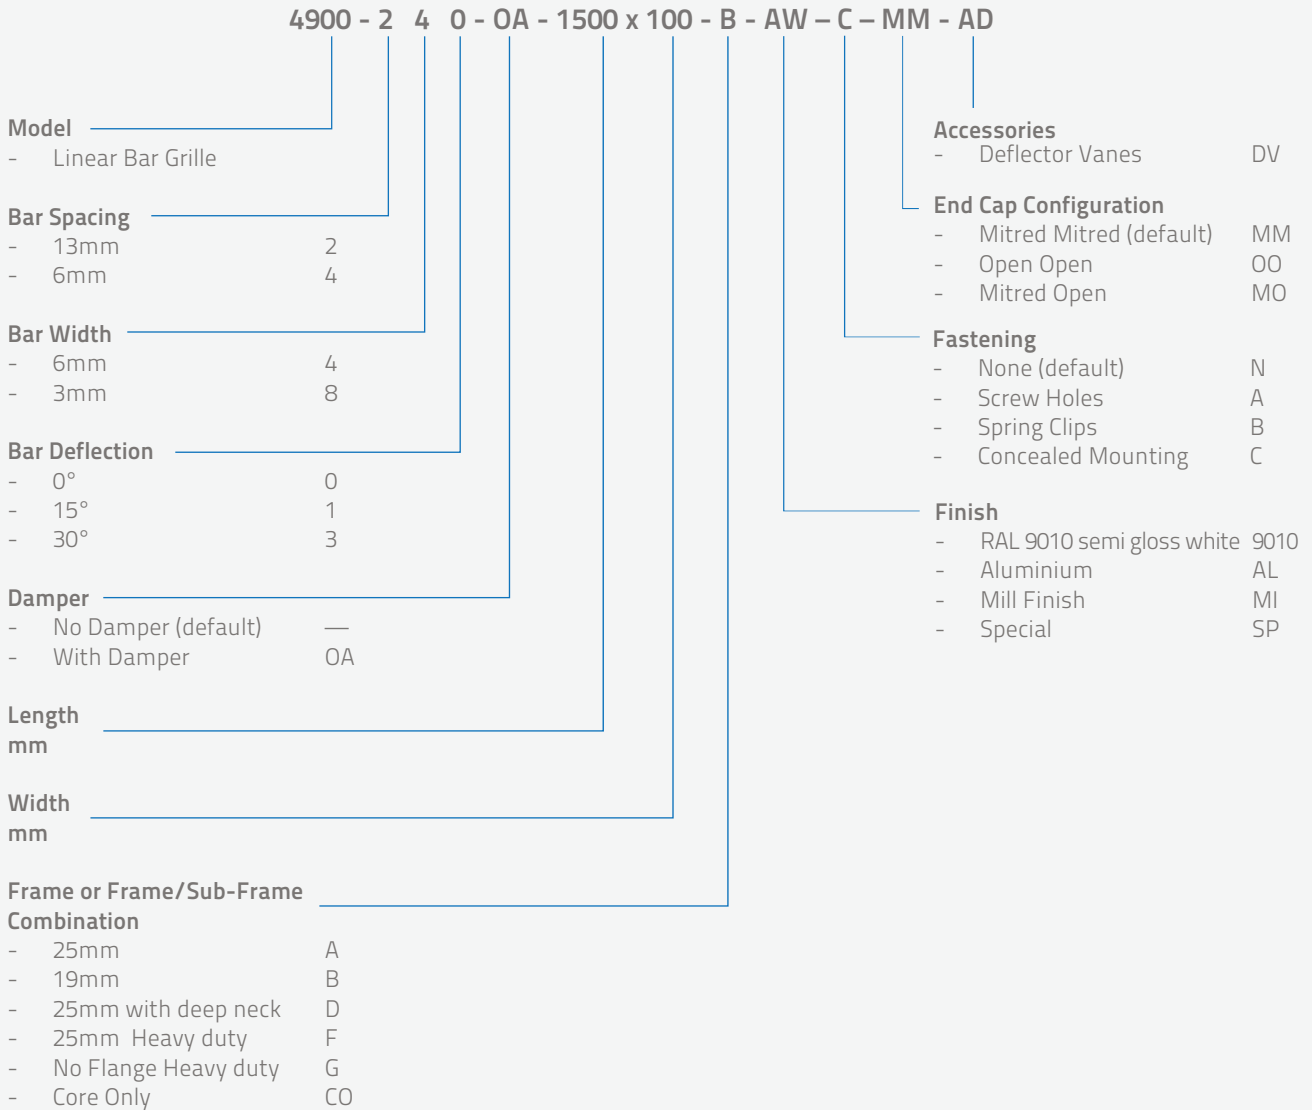 4900 - 2 4 0 - OA - 1500 x 100 - B - AW – C – MM - AD
Model
- Linear Bar Grille
Bar Spacing
- 13mm 2
- 6mm 4
Bar Width
- 6mm 4
- 3mm 8
Bar Deflection
- 0° 0
- 15° 1
- 30° 3
Damper
- No Damper (default) —
- With Damper OA
Length
mm
Width
mm
Frame or Frame/Sub-Frame
Combination
- 25mm A
- 19mm B
- 25mm with deep neck D
- 25mm Heavy duty F
- No Flange Heavy duty G
- Core Only CO
Accessories
- Deflector Vanes DV
End Cap Configuration
- Mitred Mitred (default) MM
- Open Open OO
- Mitred Open MO
Fastening
- None (default) N
- Screw Holes A
- Spring Clips B
- Concealed Mounting C
Finish
- RAL 9010 semi gloss white 9010
- Aluminium AL
- Mill Finish MI
- Special SP